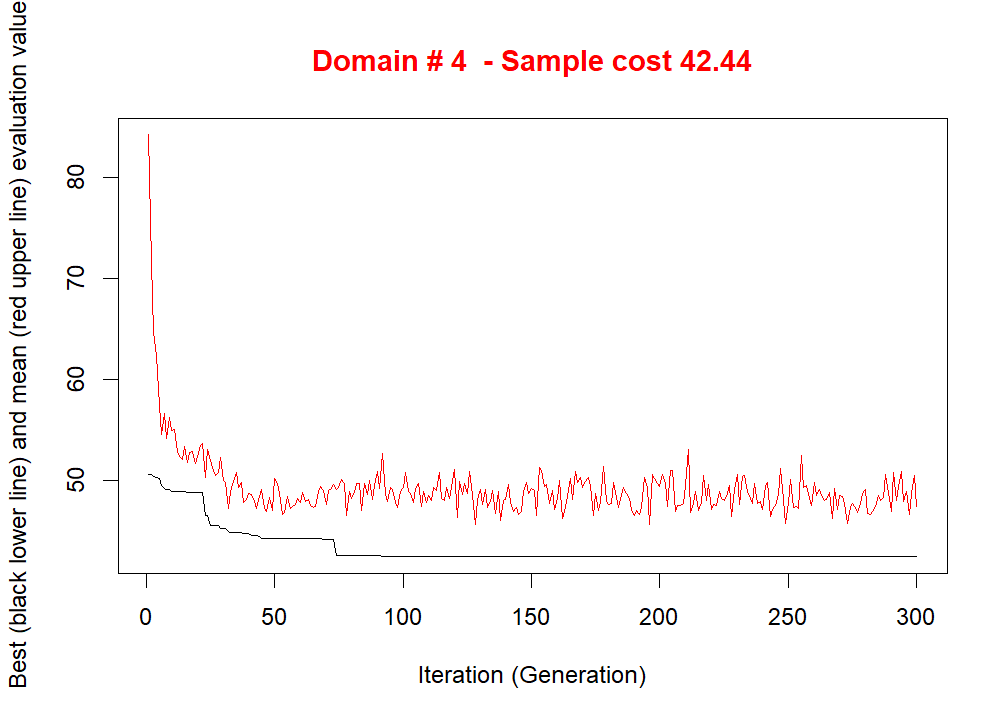 Domain # 4  - Sample cost 42.44
Best (black lower line) and mean (red upper line) evaluation value
80
70
60
50
0 50 100 150 200 250 300
Iteration (Generation)